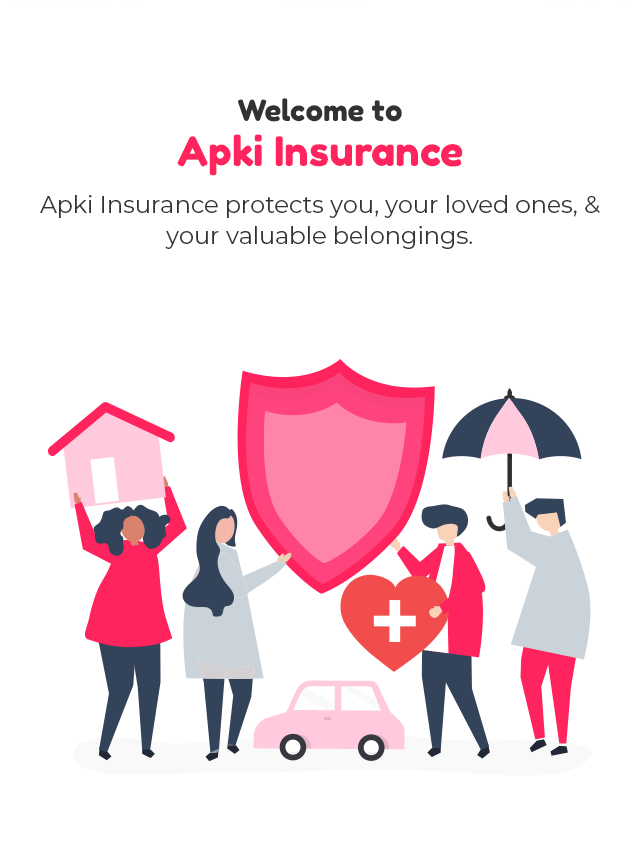 Welcome to
Apki Insurance
Apki Insurance protects you, your loved ones, &
your valuable belongings.